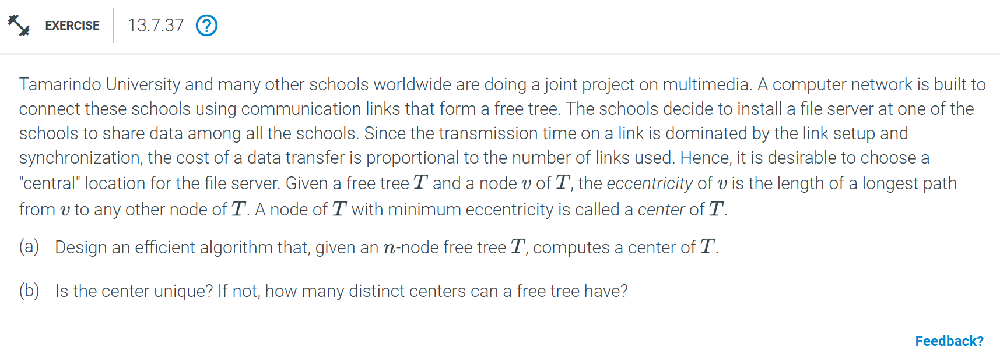 EXERCISE 13.7.37 ?
Tamarindo University and many other schools worldwide are doing a joint project on multimedia. A computer network is built to
connect these schools using communication links that form a free tree. The schools decide to install a file server at one of the
schools to share data among all the schools. Since the transmission time on a link is dominated by the link setup and
synchronization, the cost of a data transfer is proportional to the number of links used. Hence, it is desirable to choose a
"central" location for the file server. Given a free tree T and a node v of T, the eccentricity of v is the length of a longest path
from v to any other node of T. A node of T with minimum eccentricity is called a center of T.
(a) Design an efficient algorithm that, given an n-node free tree T, computes a center of T.
(b) Is the center unique? If not, how many distinct centers can a free tree have?
Feedback?